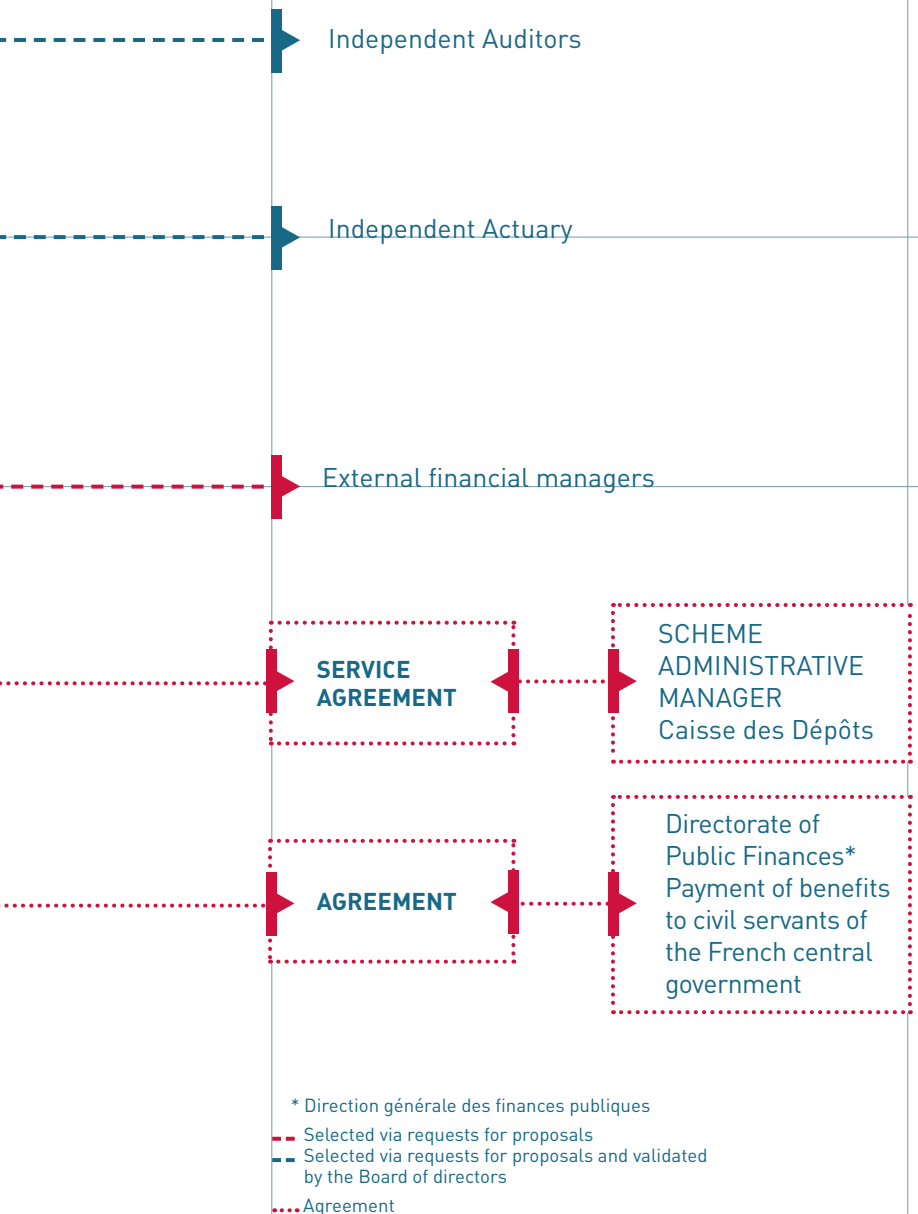 Independent Auditors
Independent Actuary
External financial managers
SERVICE
AGREEMENT
SCHEME
ADMINISTRATIVE
MANAGER
Caisse des Dépôts
AGREEMENT
Directorate of
Public Finances*
Payment of benefits
to civil servants of
the French central
government
* Direction générale des finances publiques
Selected via requests for proposals
Selected via requests for proposals and validated
by the Board of directors
Agreement